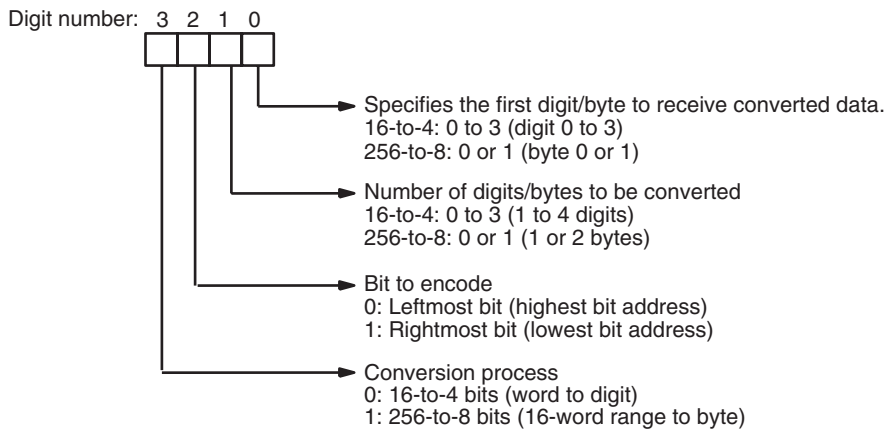 Digit number: 3 2 1 0
Specifies the first digit/byte to receive converted data.
16-to-4: 0 to 3 (digit 0 to 3)
256-to-8: 0 or 1 (byte 0 or 1)
Number of digits/bytes to be converted
16-to-4: 0 to 3 (1 to 4 digits)
256-to-8: 0 or 1 (1 or 2 bytes)
Bit to encode
0: Leftmost bit (highest bit address)
1: Rightmost bit (lowest bit address)
Conversion process
0: 16-to-4 bits (word to digit)
1: 256-to-8 bits (16-word range to byte)